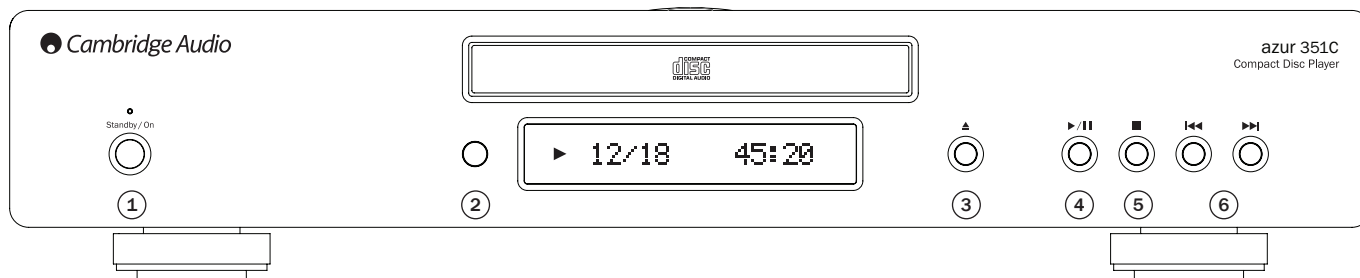 Cambridge Audio
COMPACT
disc
DIGITAL AUDIO
azur 351C
Compact Disc Player
Standby / On
12/18 45:20
1
2
3
4
5
6